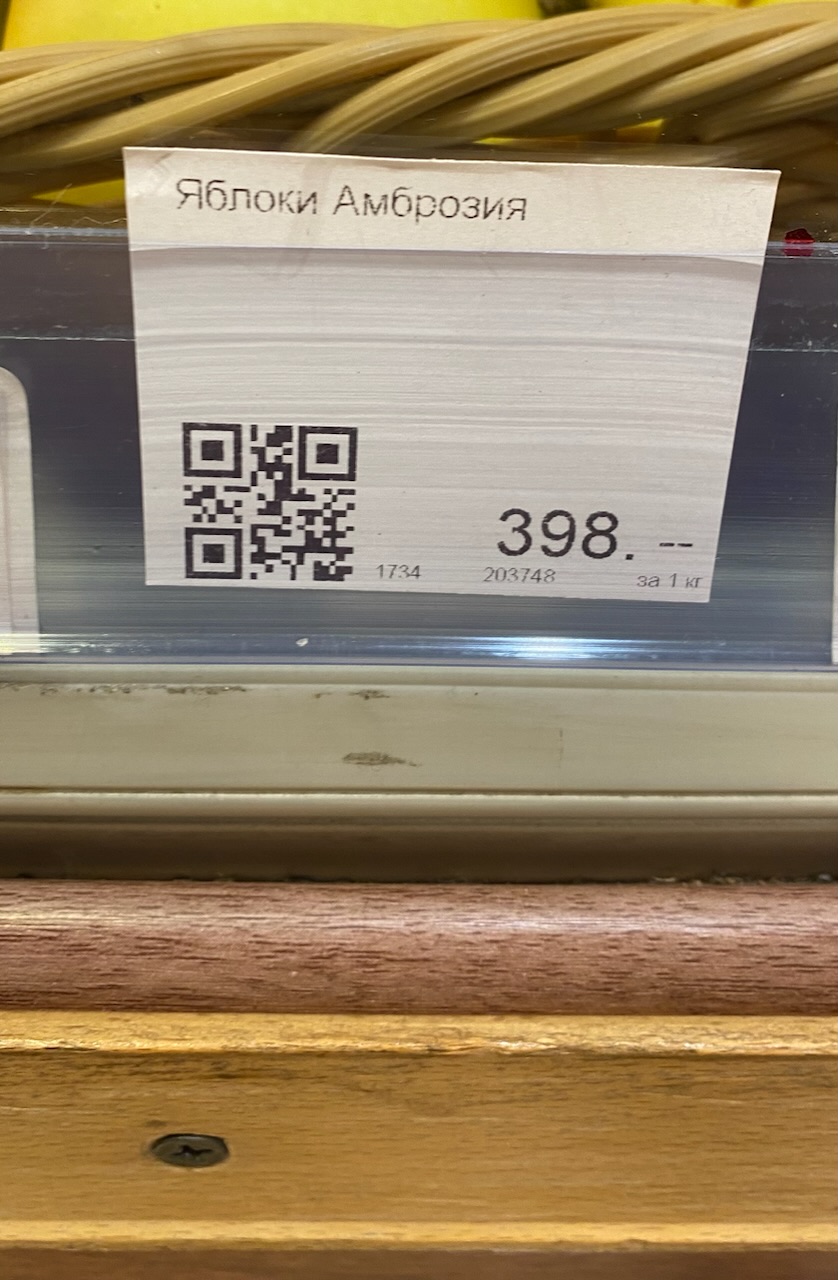 Яблоки Амброзия
398. --
1734 203748 за 1 кг